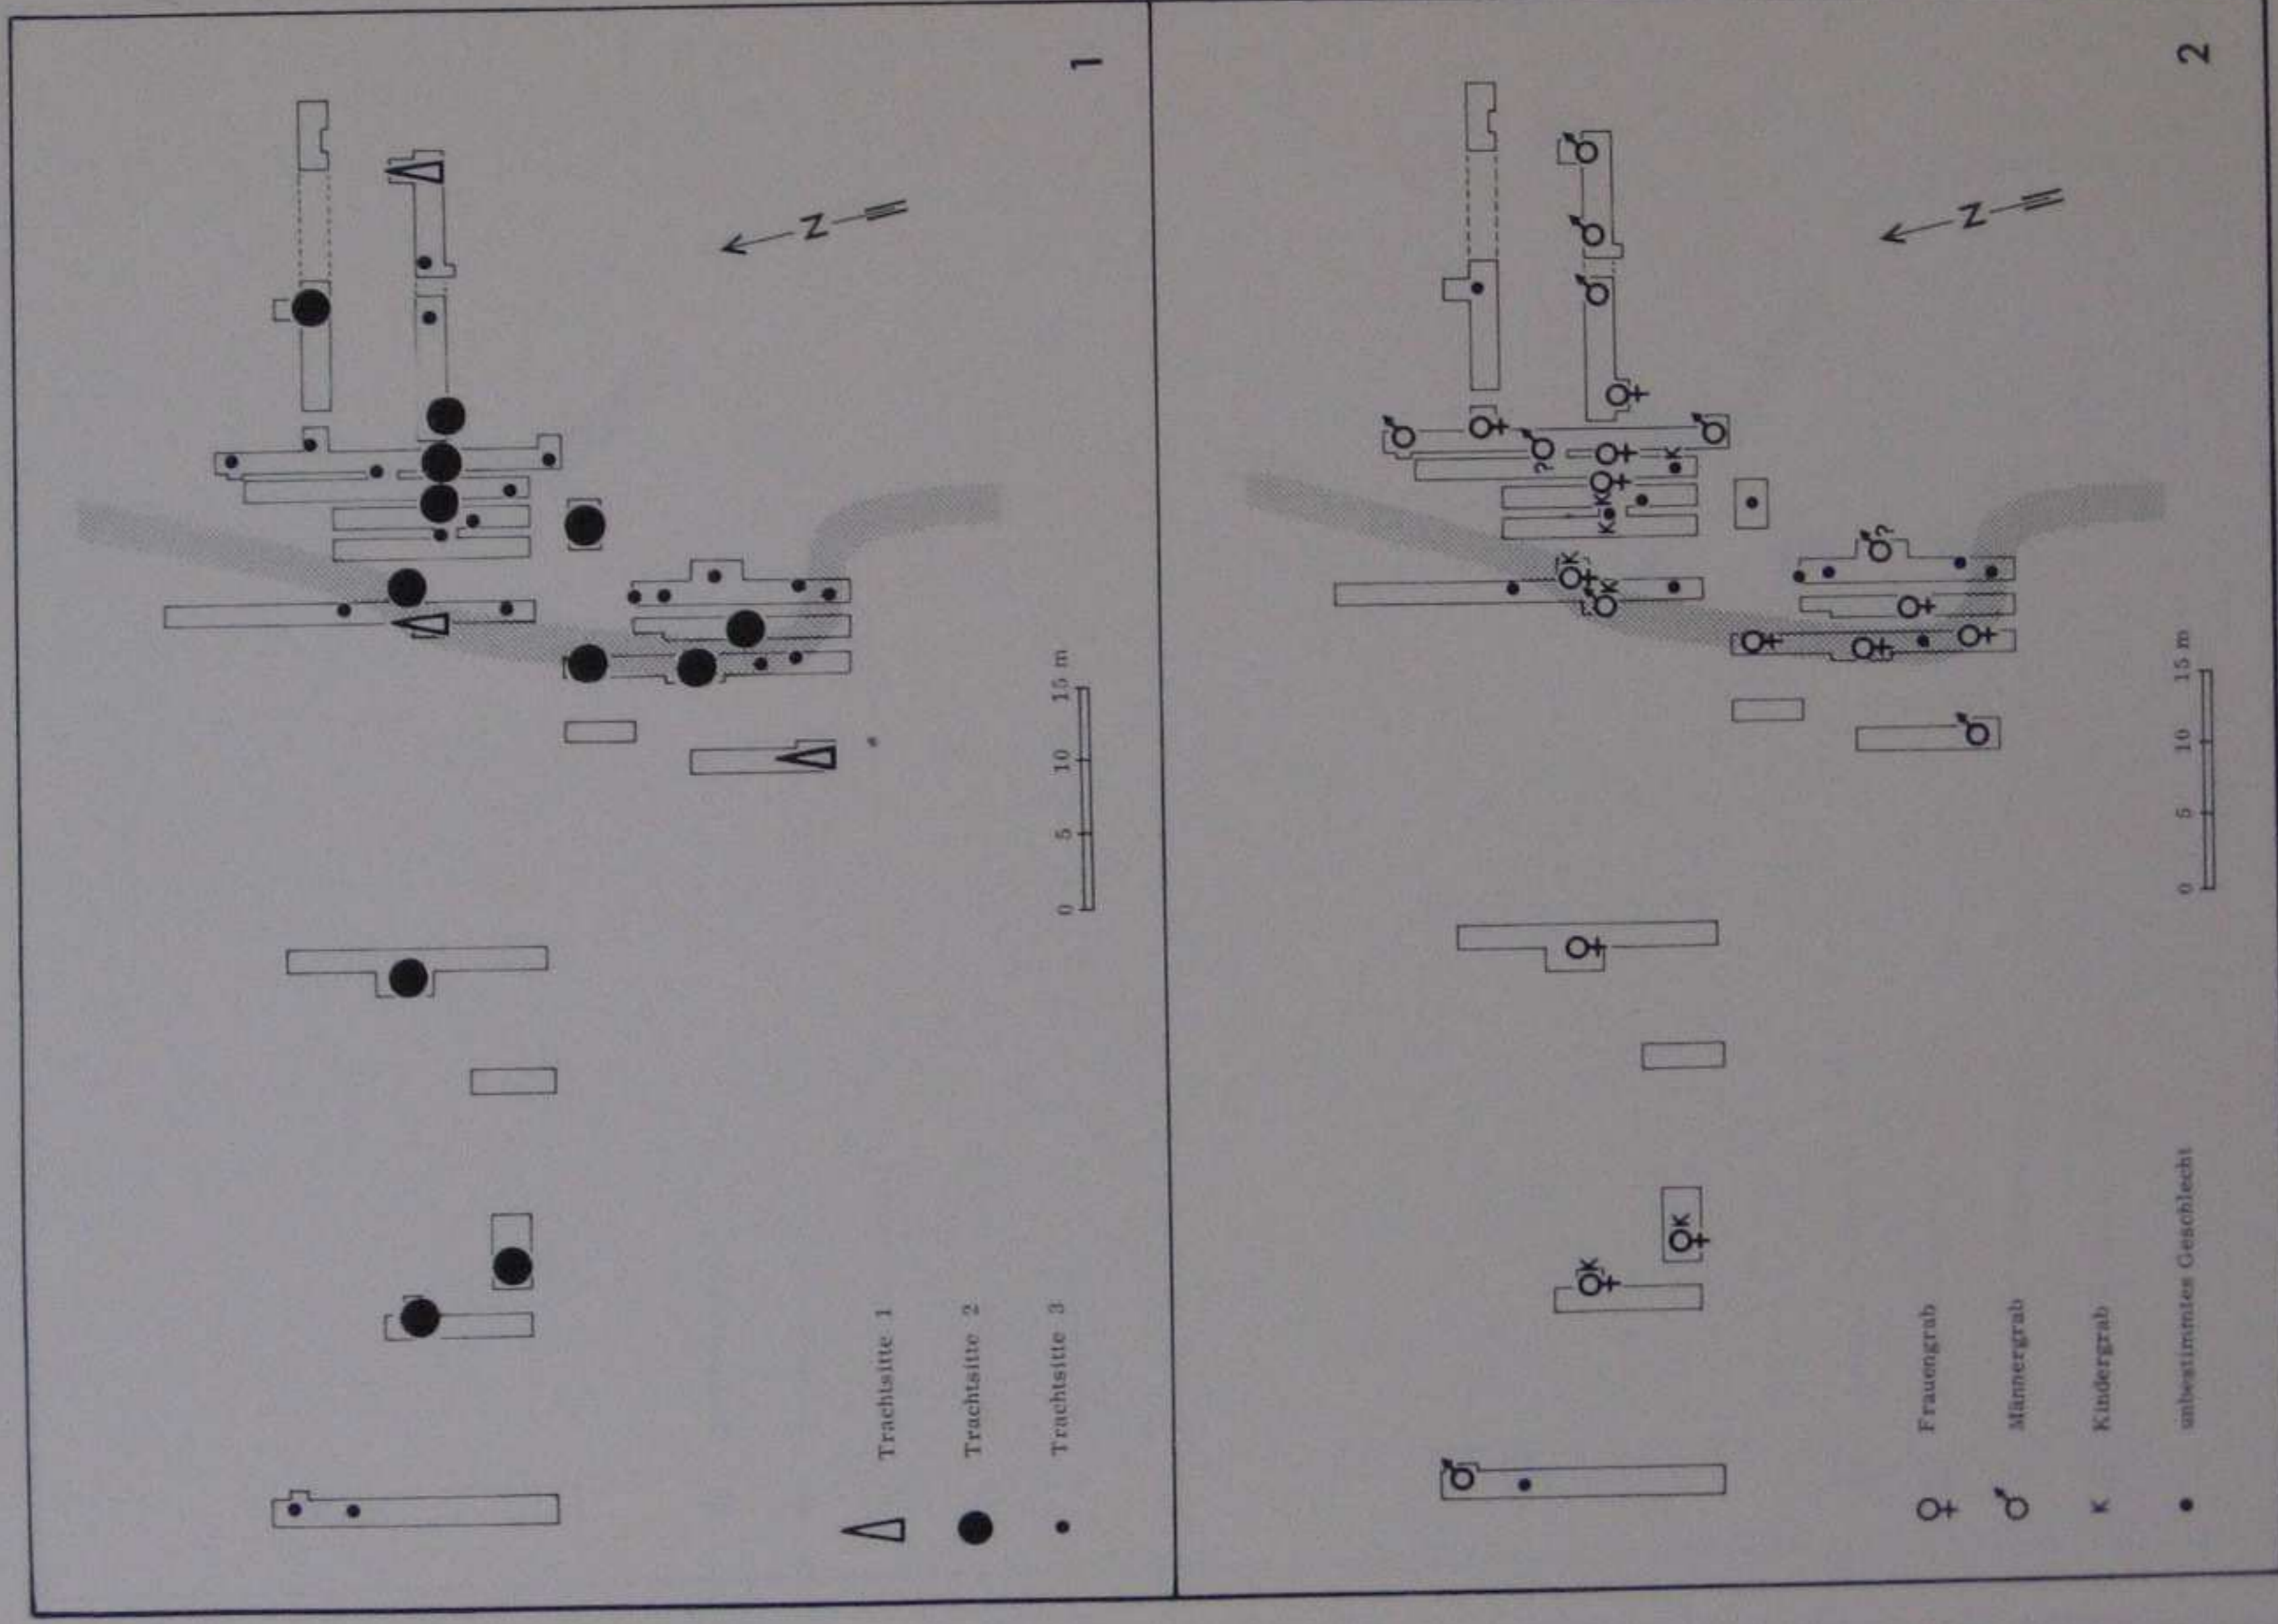 1
N
0 5 10 15 m
Trachtsitte 1
Trachtsitte 2
Trachtsitte 3
2
N
? K
K
K
K
K
?
K
K
0 5 10 15 m
Frauengrab
Männergrab
K Kindergrab
unbestimmtes Geschlecht